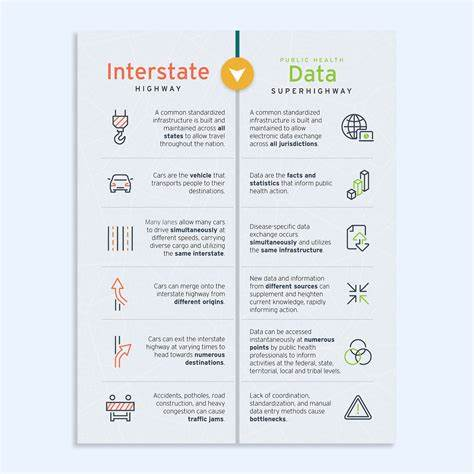 Interstate
HIGHWAY
PUBLIC HEALTH
Data
SUPERHIGHWAY
A common standardized
infrastructure is built and
maintained across all
states to allow travel
throughout the nation.
A common standardized
infrastructure is built and
maintained to allow
electronic data exchange
across all jurisdictions.
Cars are the vehicle that
transports people to their
destinations.
Data are the facts and
statistics that inform public
health action.
Many lanes allow many cars
to drive simultaneously at
different speeds, carrying
diverse cargo and utilizing
the same interstate.
Disease-specific data
exchange occurs
simultaneously and utilizes
the same infrastructure.
Cars can merge onto the
interstate highway from
different origins.
New data and information
from different sources can
supplement and heighten
current knowledge, rapidly
informing action.
Cars can exit the interstate
highway at varying times to
head towards numerous
destinations.
Data can be accessed
instantaneously at numerous
points by public health
professionals to inform
activities at the federal, state,
territorial, local and tribal levels.
Accidents, potholes, road
construction, and heavy
congestion can cause
traffic jams.
Lack of coordination,
standardization, and manual
data entry methods cause
bottlenecks.